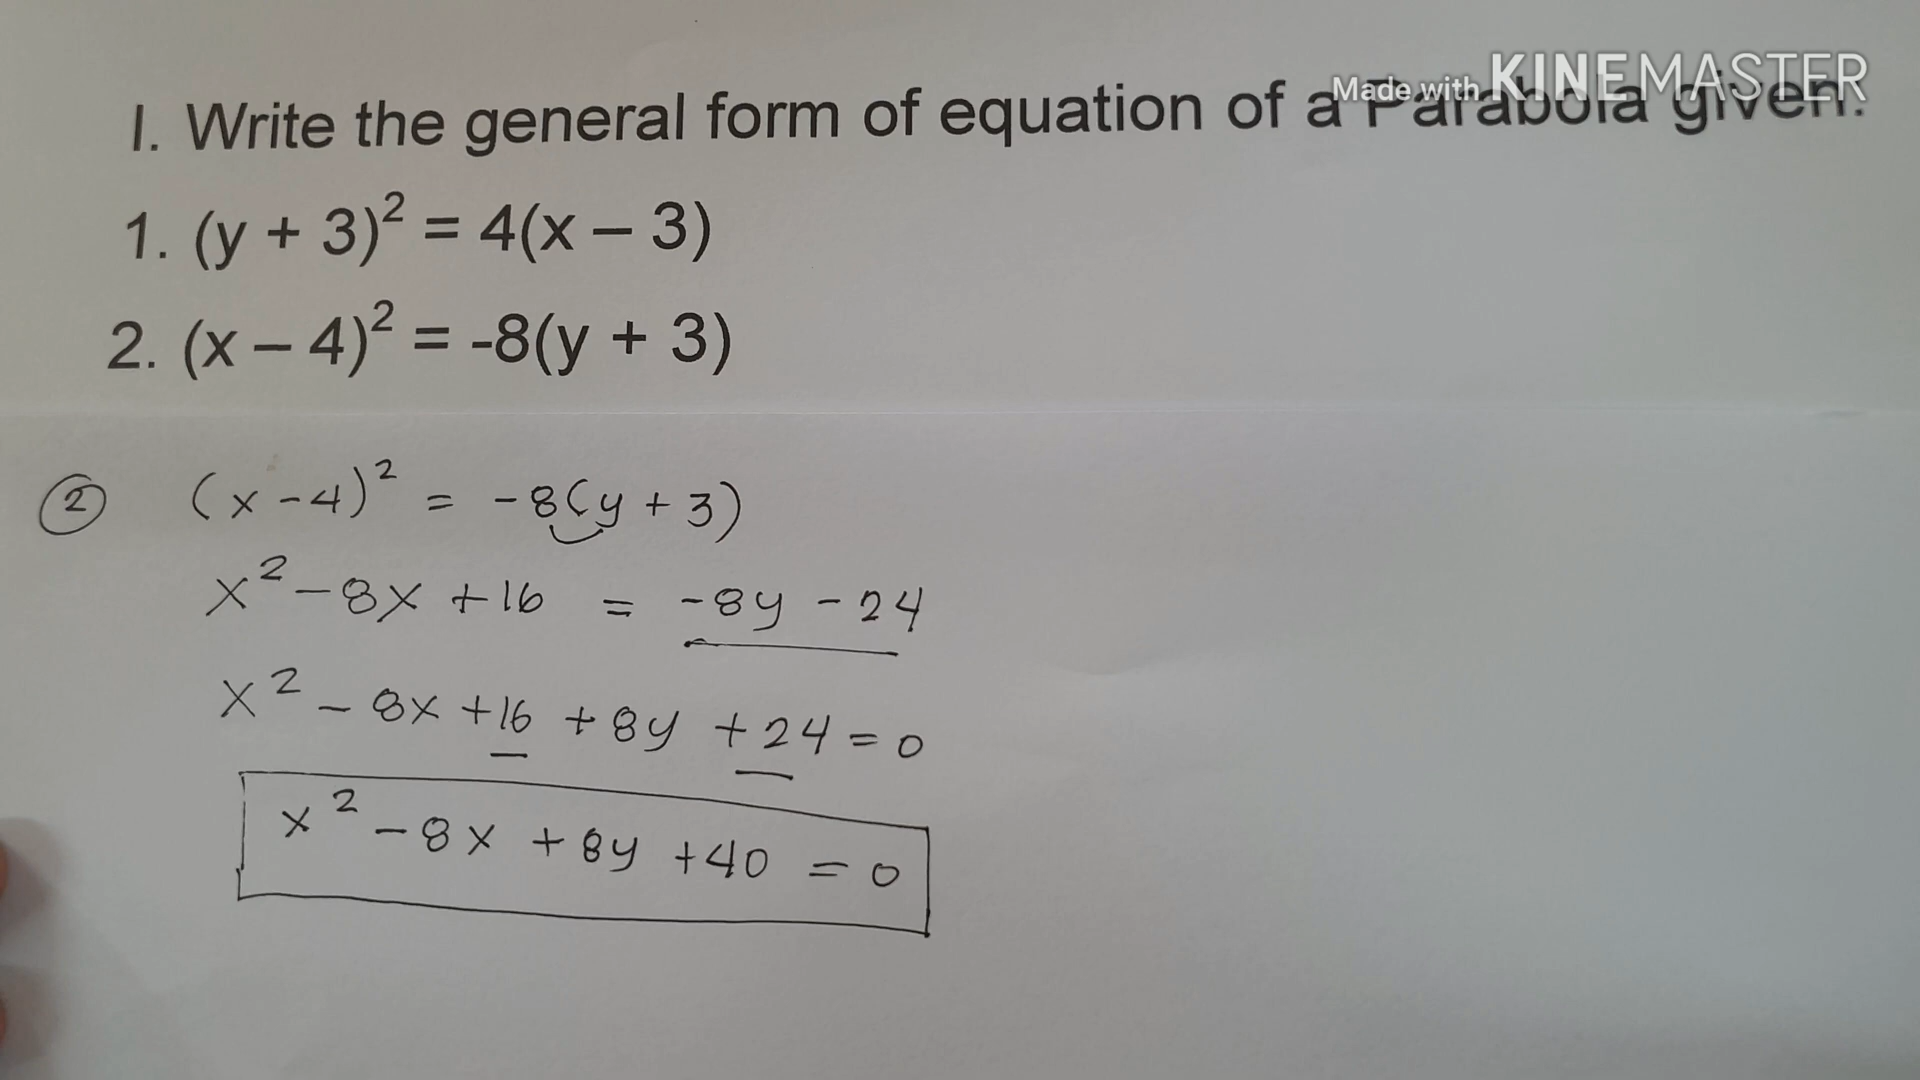 Made with KINEMASTER
I. Write the general form of equation of a Parabola given:
1. (y + 3)² = 4(x – 3)
2. (x – 4)² = -8(y + 3)
② (x - 4)² = -8(y + 3)
x² - 8x + 16 = -8y - 24
x² - 8x + 16 + 8y + 24 = 0
x² - 8x + 8y + 40 = 0